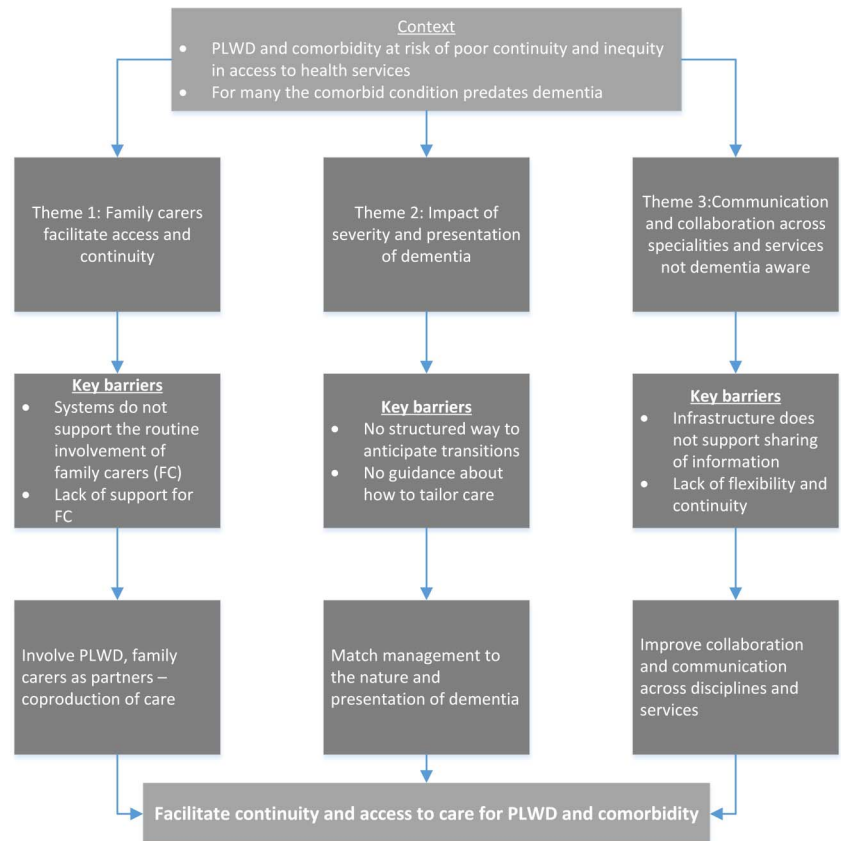 Context
• PLWD and comorbidity at risk of poor continuity and inequity
in access to health services
• For many the comorbid condition predates dementia
Theme 1: Family carers
facilitate access and
continuity
Theme 2: Impact of
severity and presentation
of dementia
Theme 3:Communication
and collaboration across
specialities and services
not dementia aware
Key barriers
• Systems do not
support the routine
involvement of
family carers (FC)
• Lack of support for
FC
Key barriers
• No structured way to
anticipate transitions
• No guidance about
how to tailor care
Key barriers
• Infrastructure does
not support sharing
of information
• Lack of flexibility and
continuity
Involve PLWD, family
carers as partners –
coproduction of care
Match management to
the nature and
presentation of dementia
Improve collaboration
and communication
across disciplines and
services
Facilitate continuity and access to care for PLWD and comorbidity